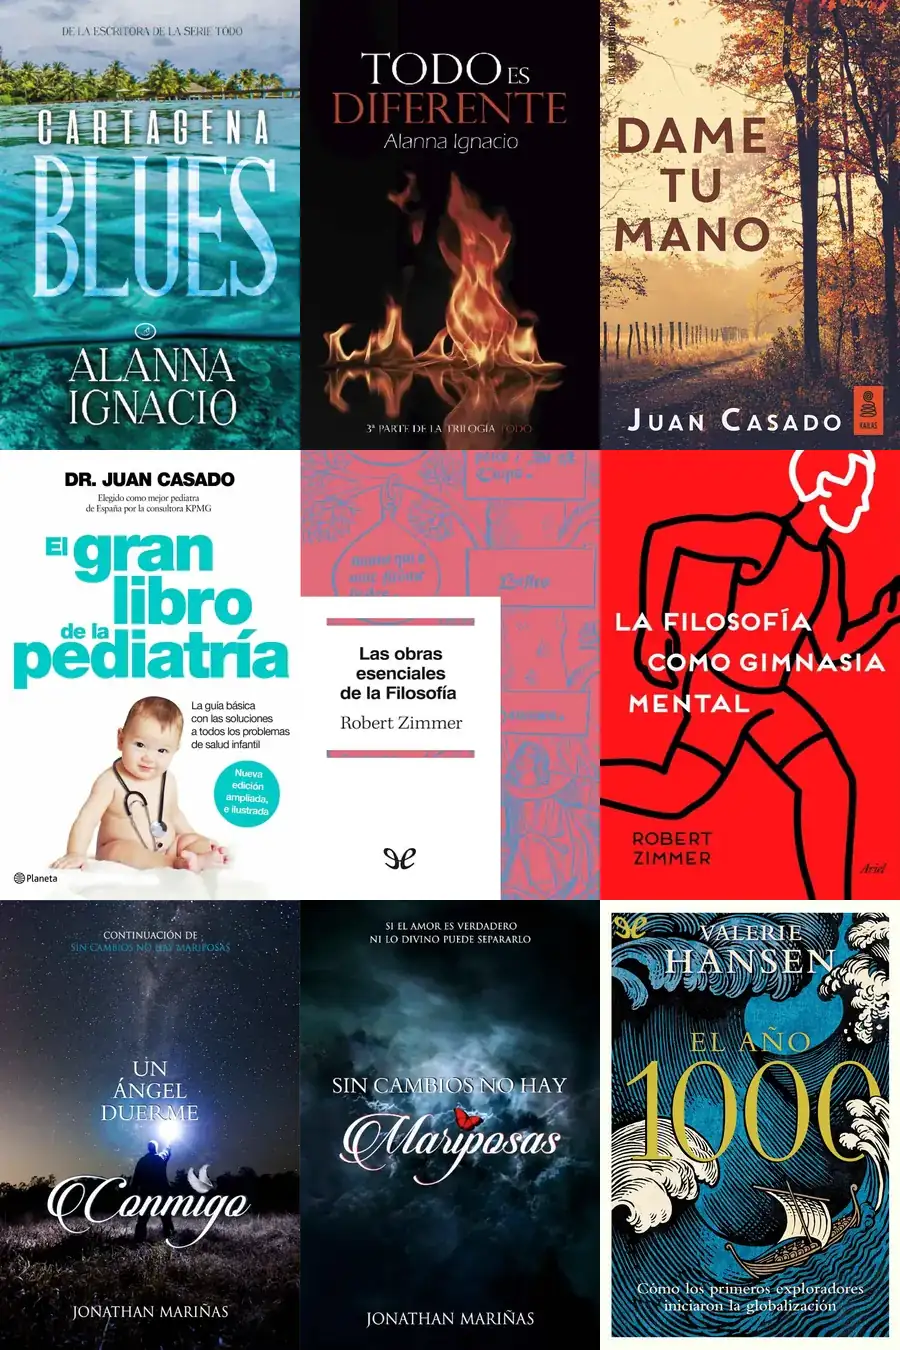 DE LA ESCRITORA DE LA SERIE TODO
CARTAGENA
BLUES
ALANNA
IGNACIO
TODO ES
DIFERENTE
Alanna Ignacio
3ª PARTE DE LA TRILOGÍA TODO
DAME
TU
MANO
JUAN CASADO
KAILAS
DR. JUAN CASADO
Elegido como mejor pediatra
de España por la consultora KPMG
El gran
libro
de la
pediatría
La guía básica
con las soluciones
a todos los problemas
de salud infantil
Nueva
edición
ampliada,
e ilustrada
Planeta
Las obras
esenciales
de la Filosofía
Robert Zimmer
LA FILOSOFÍA
COMO GIMNASIA
MENTAL
ROBERT
ZIMMER
Ariel
CONTINUACIÓN DE
SIN CAMBIOS NO HAY MARIPOSAS
UN
ÁNGEL
DUERME
Conmigo
JONATHAN MARIÑAS
SI EL AMOR ES VERDADERO
NI LO DIVINO PUEDE SEPARARLO
SIN CAMBIOS NO HAY
Mariposas
JONATHAN MARIÑAS
VALERIE
HANSEN
EL AÑO
1000
Cómo los primeros exploradores
iniciaron la globalización